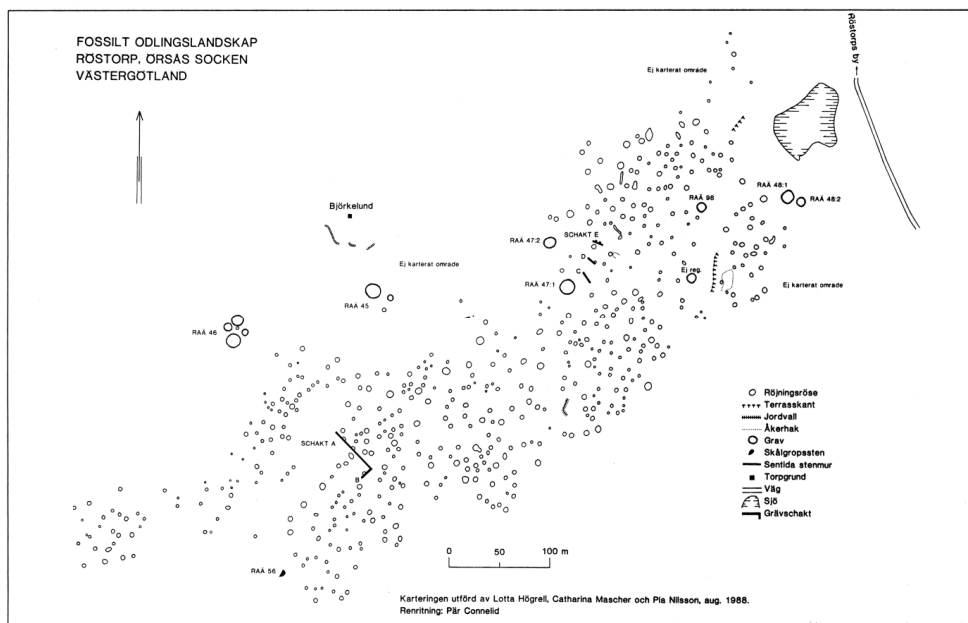 FOSSILT ODLINGSLANDSKAP
RÖSTORP, ÖRSÅS SOCKEN
VÄSTERGÖTLAND
Röstorps by
Ej karterat område
RAÄ 48:1
RAÄ 48:2
RAÄ 98
Björkelund
RAÄ 47:2
SCHAKT E
D
C
Ej karterat område
Ej reg.
RAÄ 47:1
Ej karterat område
RAÄ 45
RAÄ 46
SCHAKT A
B
RAÄ 56
Röjningsröse
Terrasskant
Jordvall
Åkerhak
Grav
Skålgropssten
Sentida stenmur
Torpgrund
Väg
Sjö
Grävschakt
0 50 100 m
Karteringen utförd av Lotta Högrell, Catharina Mascher och Pia Nilsson, aug. 1988.
Renritning: Pär Connelid